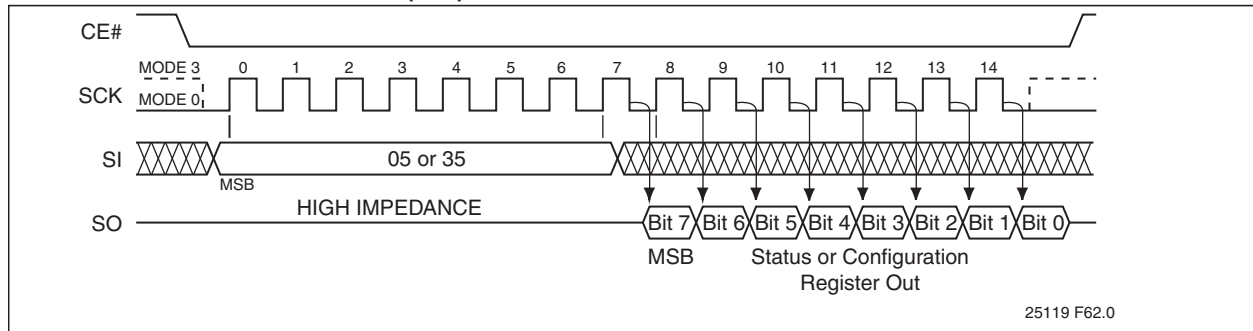 CE#
MODE 3 0 1 2 3 4 5 6 7 8 9 10 11 12 13 14
SCK
MODE 0
SI 05 or 35
MSB
HIGH IMPEDANCE
SO Bit 7 Bit 6 Bit 5 Bit 4 Bit 3 Bit 2 Bit 1 Bit 0
MSB Status or Configuration
Register Out
25119 F62.0